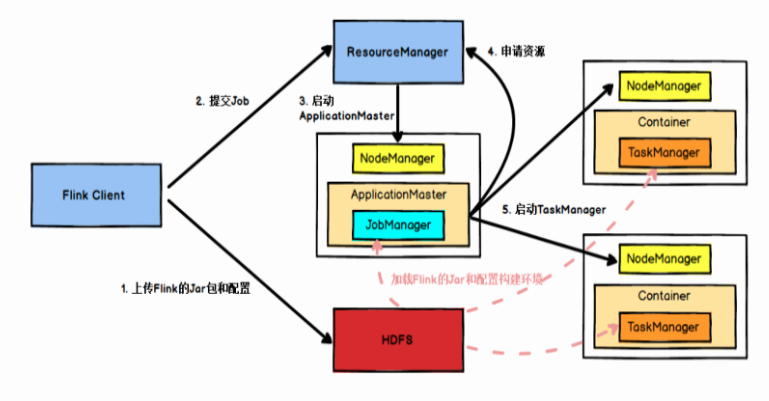 ResourceManager
4. 申请资源
2. 提交Job
3. 启动
ApplicationMaster
NodeManager
Container
TaskManager
NodeManager
ApplicationMaster
JobManager
Flink Client
5. 启动TaskManager
1. 上传Flink的Jar包和配置
加载Flink的Jar和配置构建环境
NodeManager
Container
TaskManager
HDFS